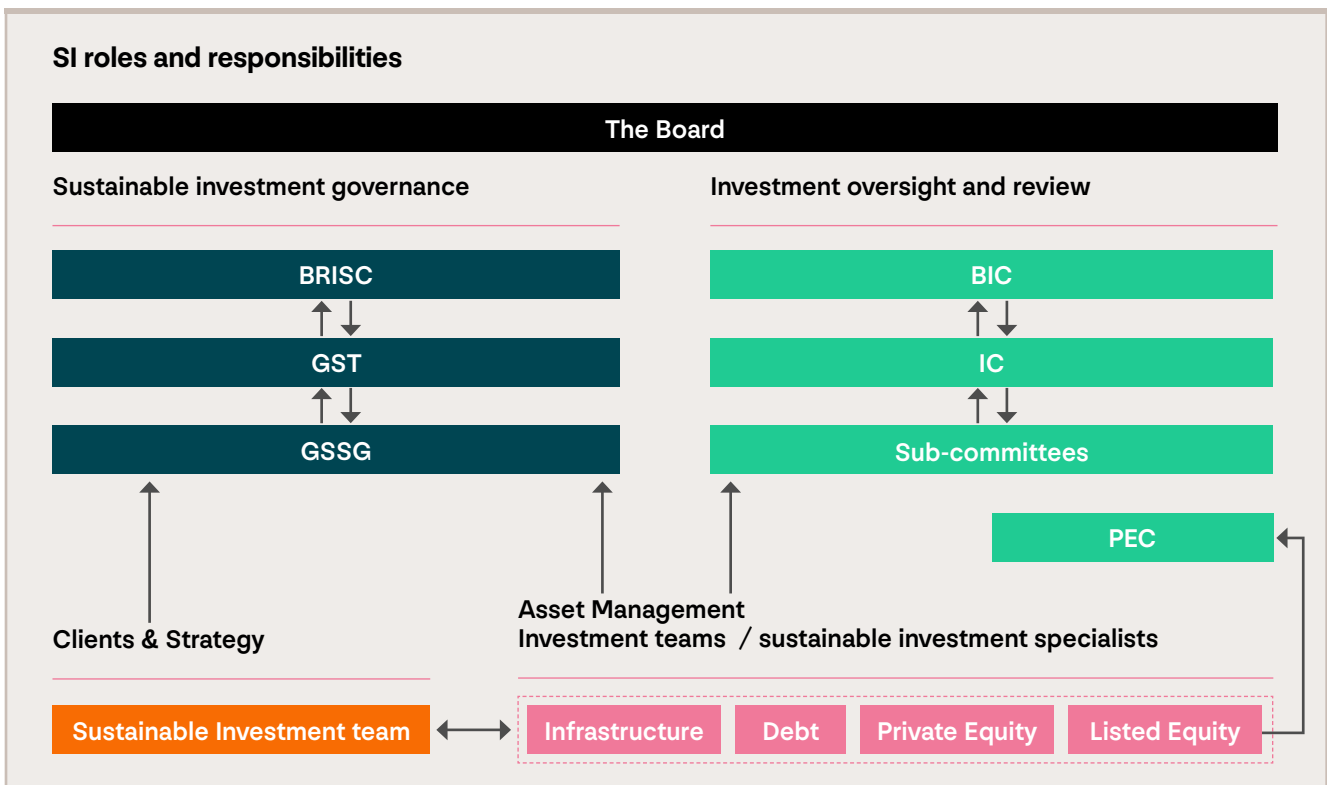 SI roles and responsibilities
The Board
Sustainable investment governance
Investment oversight and review
BRISC
BIC
GST
IC
GSSG
Sub-committees
PEC
Clients & Strategy
Asset Management
Investment teams / sustainable investment specialists
Sustainable Investment team
Infrastructure
Debt
Private Equity
Listed Equity